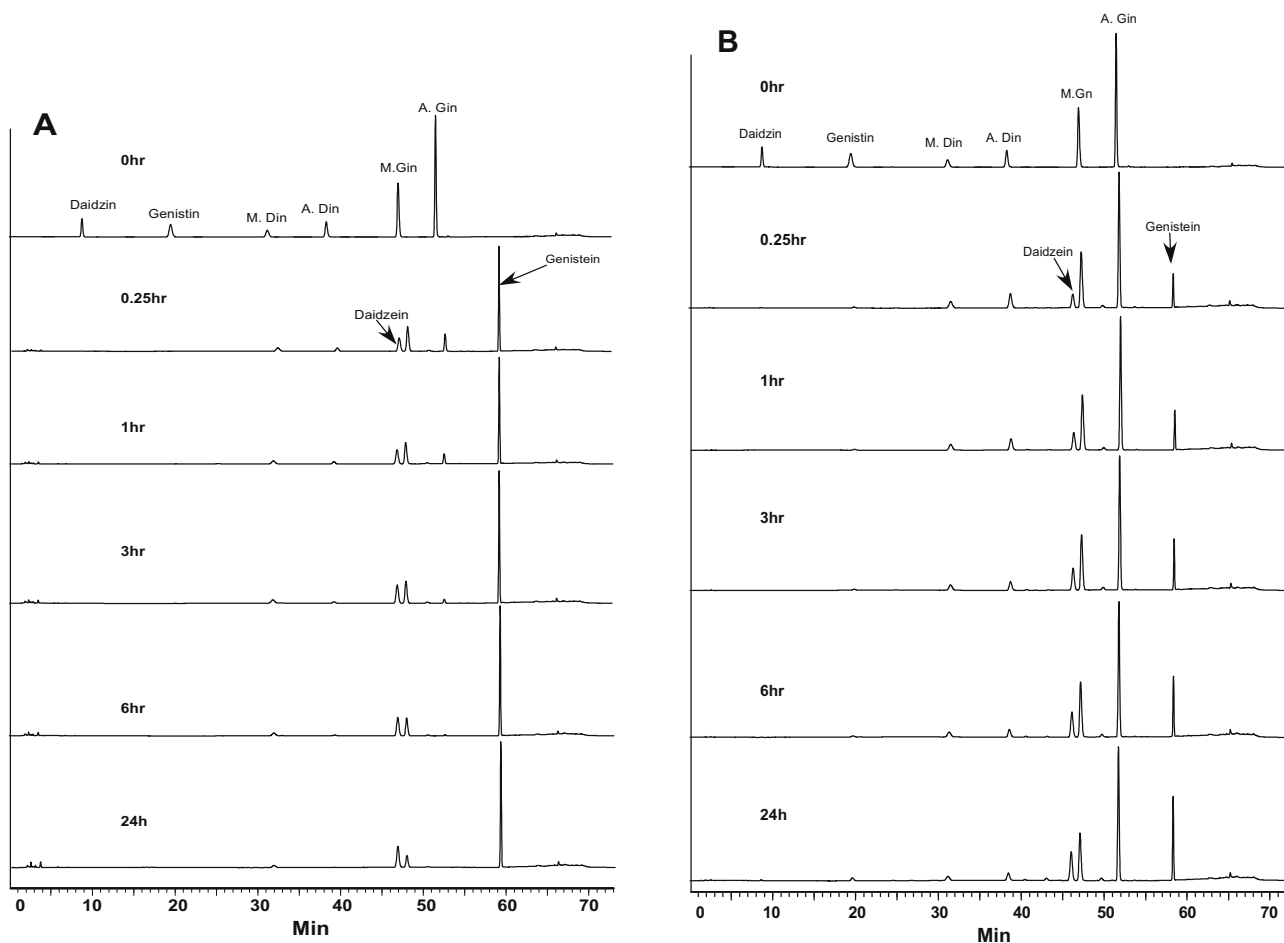 A
A. Gin
0hr
M.Gin
Daidzin
Genistin
M. Din
A. Din
Genistein
0.25hr
Daidzein
1hr
3hr
6hr
24h
0 10 20 30 40 50 60 70
Min
B
A. Gin
0hr
M.Gn
Daidzin
Genistin
M. Din
A. Din
Genistein
0.25hr
Daidzein
1hr
3hr
6hr
24h
0 10 20 30 40 50 60 70
Min